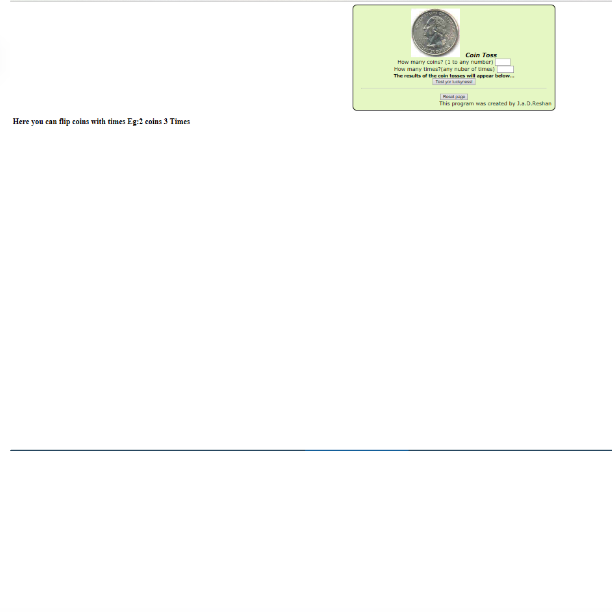 Coin Toss
How many coins? (1 to any number)
How many times?(any nuber of times)
The results of the coin tosses will appear below...
Reset page
This program was created by I.a.D.Reshan
Here you can flip coins with times Eg:2 coins 3 Times